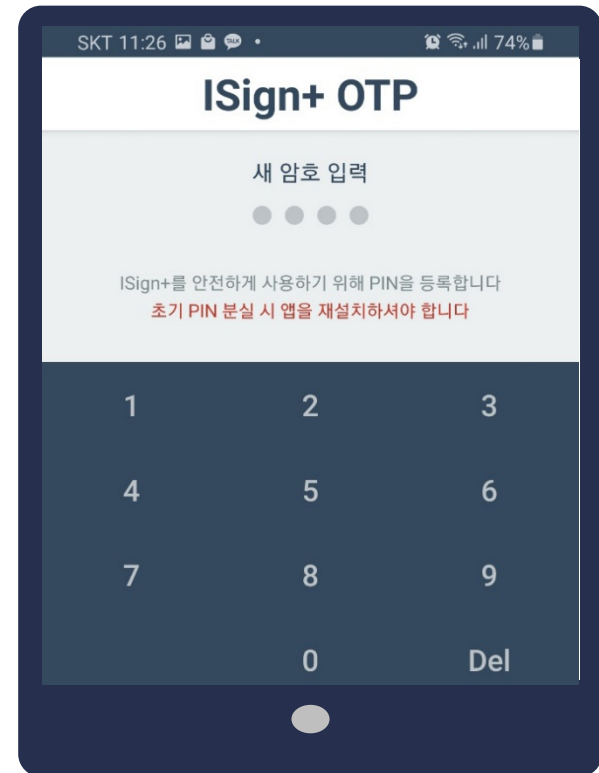 SKT 11:26 74%
ISign+ OTP
새 암호 입력
ISign+를 안전하게 사용하기 위해 PIN을 등록합니다
초기 PIN 분실 시 앱을 재설치하셔야 합니다
1 2 3
4 5 6
7 8 9
0 Del